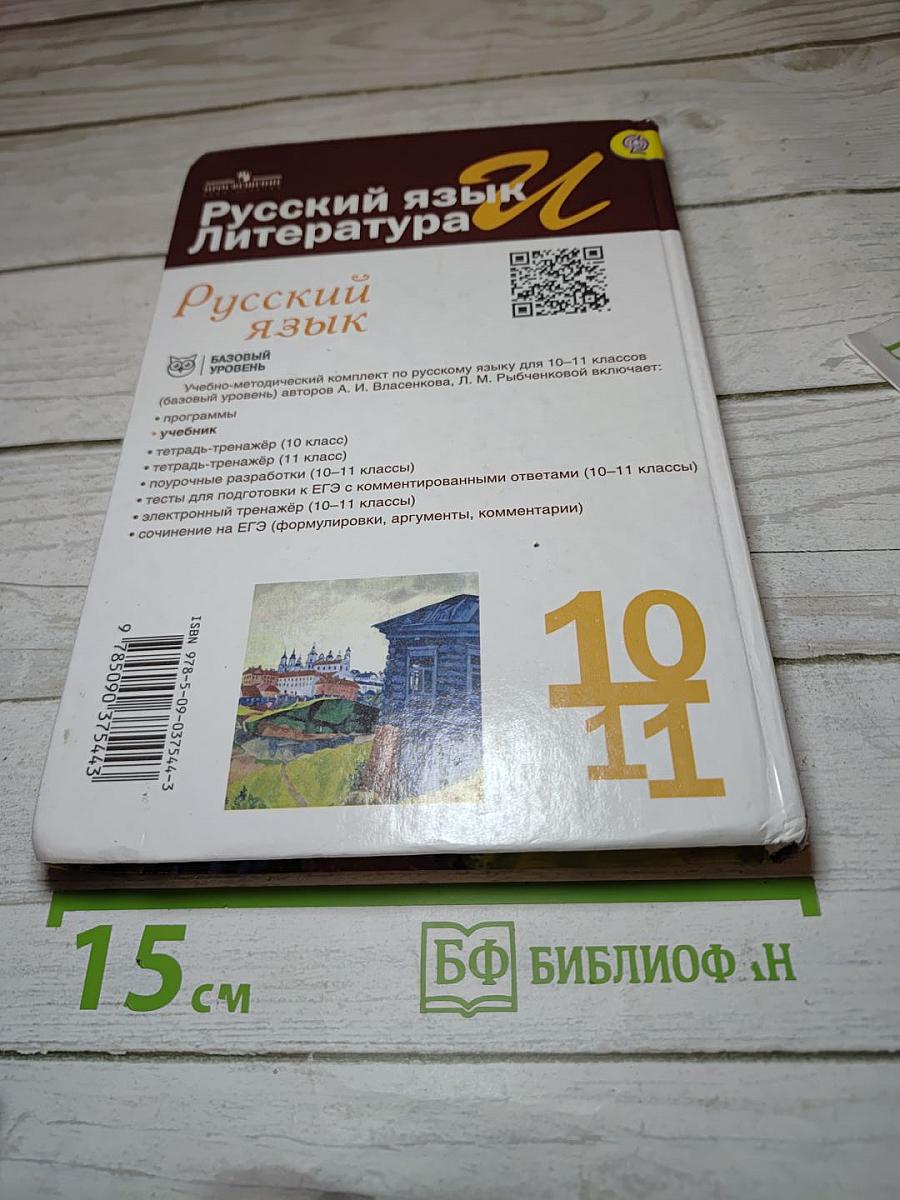 ПРОСВЕЩЕНИЕ
Русский язык и
Литература
Русский
язык
БАЗОВЫЙ
УРОВЕНЬ
Учебно-методический комплект по русскому языку для 10–11 классов
(базовый уровень) авторов А. И. Власенкова, Л. М. Рыбченковой включает:
• программы
• учебник
• тетрадь-тренажёр (10 класс)
• тетрадь-тренажёр (11 класс)
• поурочные разработки (10–11 классы)
• тесты для подготовки к ЕГЭ с комментированными ответами (10–11 классы)
• электронный тренажёр (10–11 классы)
• сочинение на ЕГЭ (формулировки, аргументы, комментарии)
ISBN 978-5-09-037544-3
9 785090 375443
10
11
15 см
БФ БИБЛИОФ Н